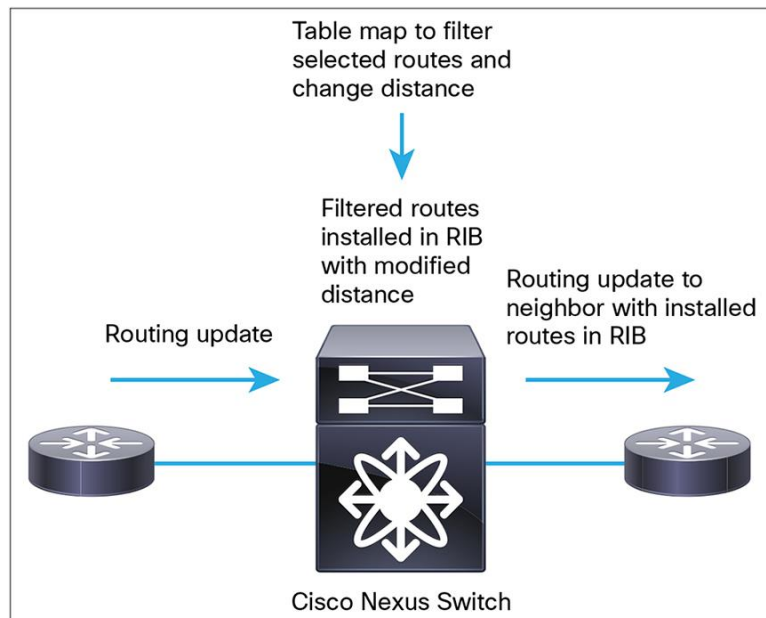 Table map to filter
selected routes and
change distance
Filtered routes
installed in RIB
with modified
distance
Routing update
Routing update to
neighbor with installed
routes in RIB
Cisco Nexus Switch